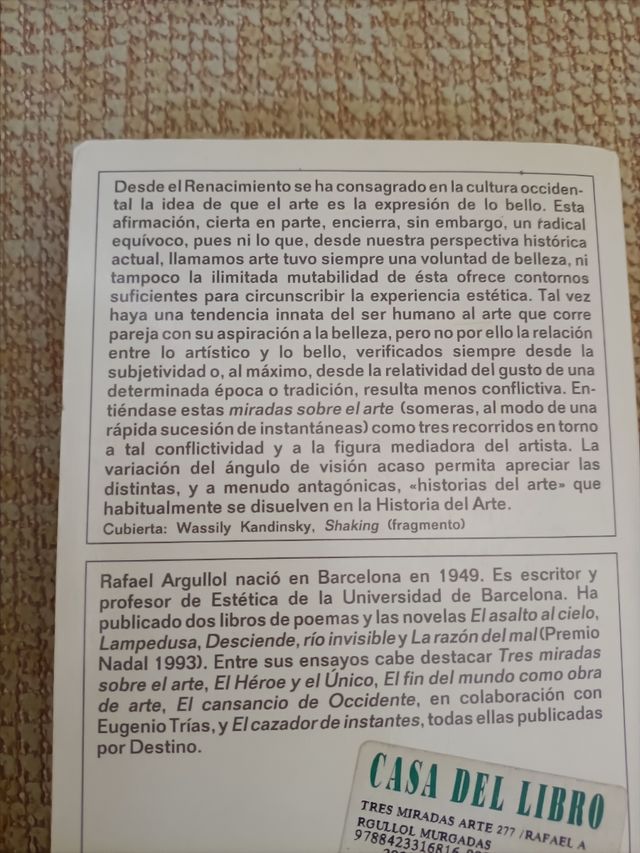 Desde el Renacimiento se ha consagrado en la cultura occiden-
tal la idea de que el arte es la expresión de lo bello. Esta
afirmación, cierta en parte, encierra, sin embargo, un radical
equívoco, pues ni lo que, desde nuestra perspectiva histórica
actual, llamamos arte tuvo siempre una voluntad de belleza, ni
tampoco la ilimitada mutabilidad de ésta ofrece contornos
suficientes para circunscribir la experiencia estética. Tal vez
haya una tendencia innata del ser humano al arte que corre
pareja con su aspiración a la belleza, pero no por ello la relación
entre lo artístico y lo bello, verificados siempre desde la
subjetividad o, al máximo, desde la relatividad del gusto de una
determinada época o tradición, resulta menos conflictiva. En-
tiéndase estas miradas sobre el arte (someras, al modo de una
rápida sucesión de instantáneas) como tres recorridos en torno
a tal conflictividad y a la figura mediadora del artista. La
variación del ángulo de visión acaso permita apreciar las
distintas, y a menudo antagónicas, «historias del arte» que
habitualmente se disuelven en la Historia del Arte.
Cubierta: Wassily Kandinsky, Shaking (fragmento)
Rafael Argullol nació en Barcelona en 1949. Es escritor y
profesor de Estética de la Universidad de Barcelona. Ha
publicado dos libros de poemas y las novelas El asalto al cielo,
Lampedusa, Desciende, río invisible y La razón del mal (Premio
Nadal 1993). Entre sus ensayos cabe destacar Tres miradas
sobre el arte, El Héroe y el Único, El fin del mundo como obra
de arte, El cansancio de Occidente, en colaboración con
Eugenio Trías, y El cazador de instantes, todas ellas publicadas
por Destino.
CASA DEL LIBRO
TRES MIRADAS ARTE 277 /RAFAEL A
RGULLOL MURGADAS
9788423316816